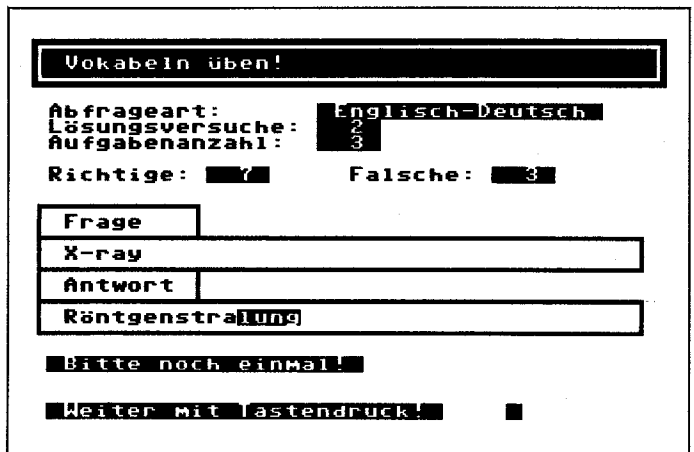 Vokabeln üben!
Abfrageart: Englisch-Deutsch
Lösungsversuche: 2
Aufgabenanzahl: 3
Richtige: 7 Falsche: 3
Frage
X-ray
Antwort
Röntgenstralung
Bitte noch einmal!
Weiter mit Tastendruck!